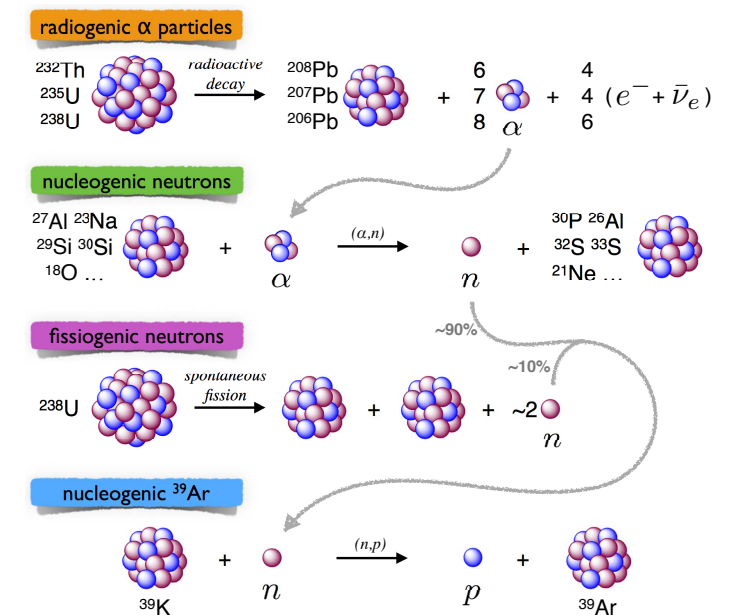 radiogenic α particles
²³²Th radioactive ²⁰⁸Pb 6 4
²³⁵U decay ²⁰⁷Pb + 7 + 4 (e⁻ + ν̄ₑ)
²³⁸U ²⁰⁶Pb 8 α 6
nucleogenic neutrons
²⁷Al ²³Na (α,n) ³⁰P ²⁶Al
²⁹Si ³⁰Si + + ³²S ³³S
¹⁸O ... α n ²¹Ne ...
~90%
fissiogenic neutrons
~10%
spontaneous
²³⁸U fission + + ~2
n
nucleogenic ³⁹Ar
+ (n,p) +
n p
³⁹K ³⁹Ar